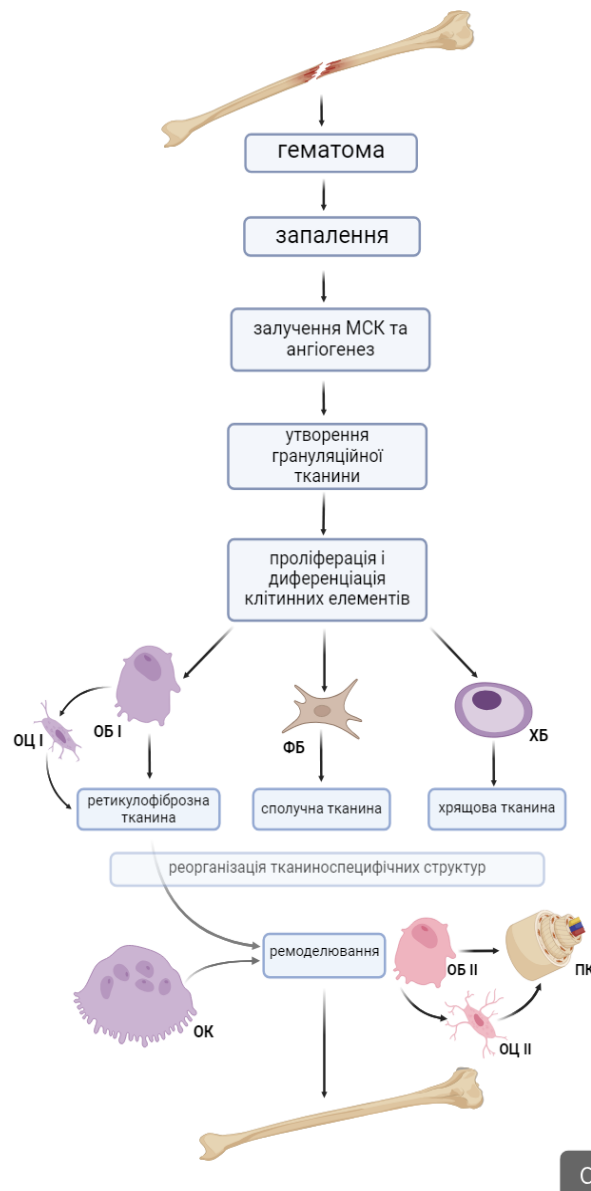 гематома
запалення
залучення МСК та
ангіогенез
утворення
грануляційної
тканини
проліферація і
диференціація
клітинних елементів
ОЦ І
ОБ І
ФБ
ХБ
ретикулофіброзна
тканина
сполучна тканина
хрящова тканина
реорганізація тканиноспецифічних структур
ремоделювання
ОК
ОБ ІІ
ПК
ОЦ ІІ